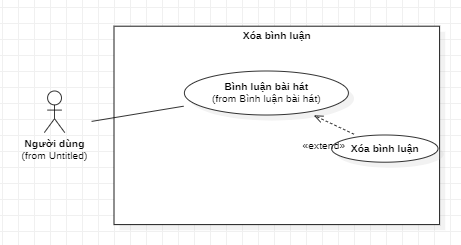 Xóa bình luận
Bình luận bài hát
(from Bình luận bài hát)
Người dùng
(from Untitled)
«extend»
Xóa bình luận